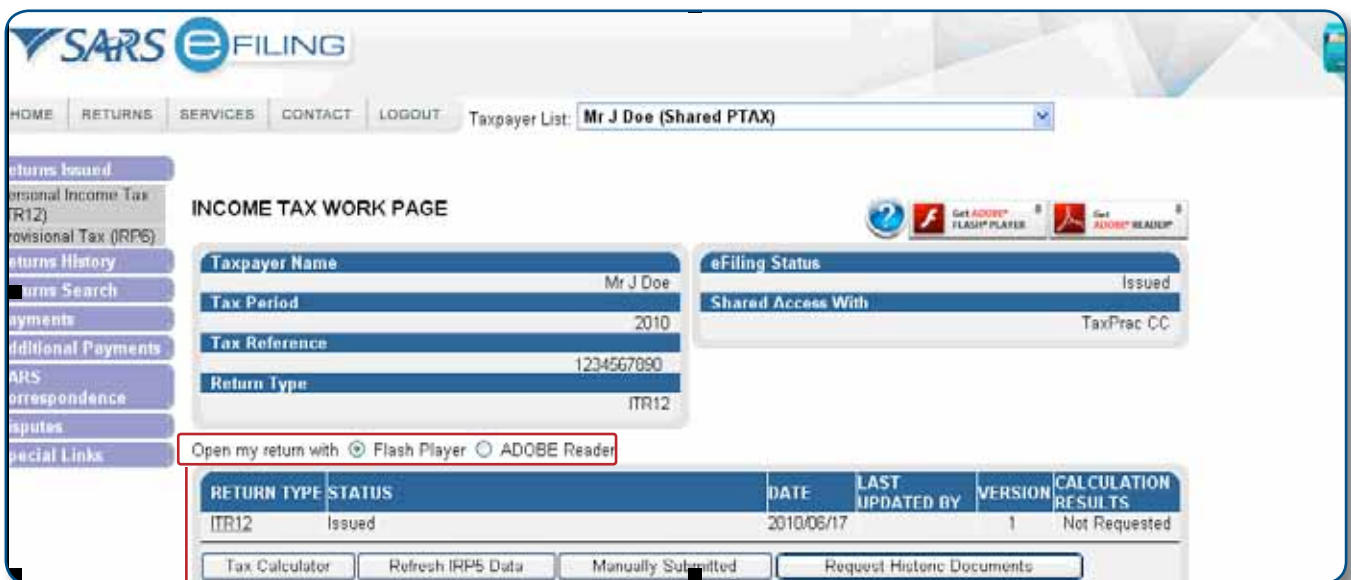 SARS eFILING
HOME RETURNS SERVICES CONTACT LOGOUT Taxpayer List: Mr J Doe (Shared PTAX)
eturns Issued
ersonal Income Tax
TR12)
rovisional Tax (IRP6)
eturns History
urns Search
ayments
dditional Payments
ARS
orrespondence
isputes
pecial Links
INCOME TAX WORK PAGE
Get ADOBE® FLASH® PLAYER
Get ADOBE® READER®
Taxpayer Name
Mr J Doe
Tax Period
2010
Tax Reference
1234567890
Return Type
ITR12
eFiling Status
Issued
Shared Access With
TaxPrac CC
Open my return with Flash Player ADOBE Reader
RETURN TYPE STATUS DATE LAST UPDATED BY VERSION CALCULATION RESULTS
ITR12 Issued 2010/06/17 1 Not Requested
Tax Calculator Refresh IRP5 Data Manually Submitted Request Historic Documents